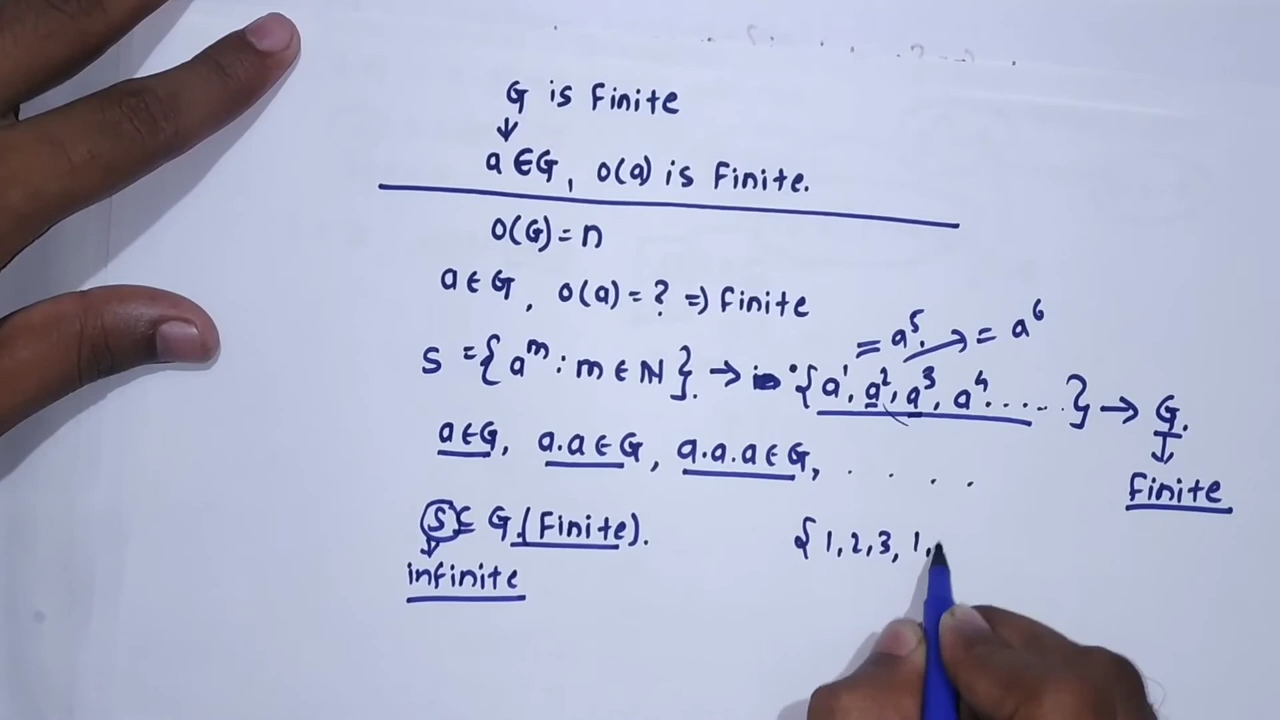 G is Finite
↓
a ∈ G, o(a) is Finite.
o(G) = n
a ∈ G, o(a) = ? ⇒ Finite
= a⁵. → = a⁶
S = {aᵐ : m ∈ N}. → {a¹, a², a³, a⁴. . . . . .} → G.
↓
Finite
a ∈ G, a.a ∈ G, a.a.a ∈ G, . . . .
S ⊆ G (Finite).
↓
infinite
{1, 2, 3, 1,